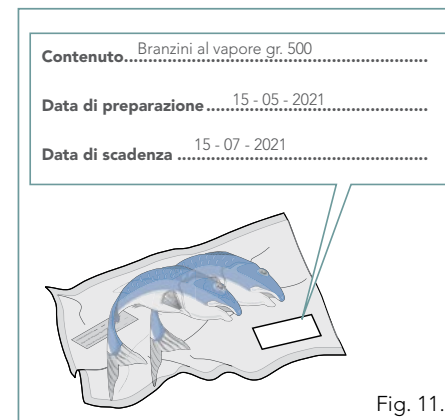 Contenuto...Branzini al vapore gr. 500
Data di preparazione...15 - 05 - 2021
Data di scadenza ...15 - 07 - 2021
Fig. 11.